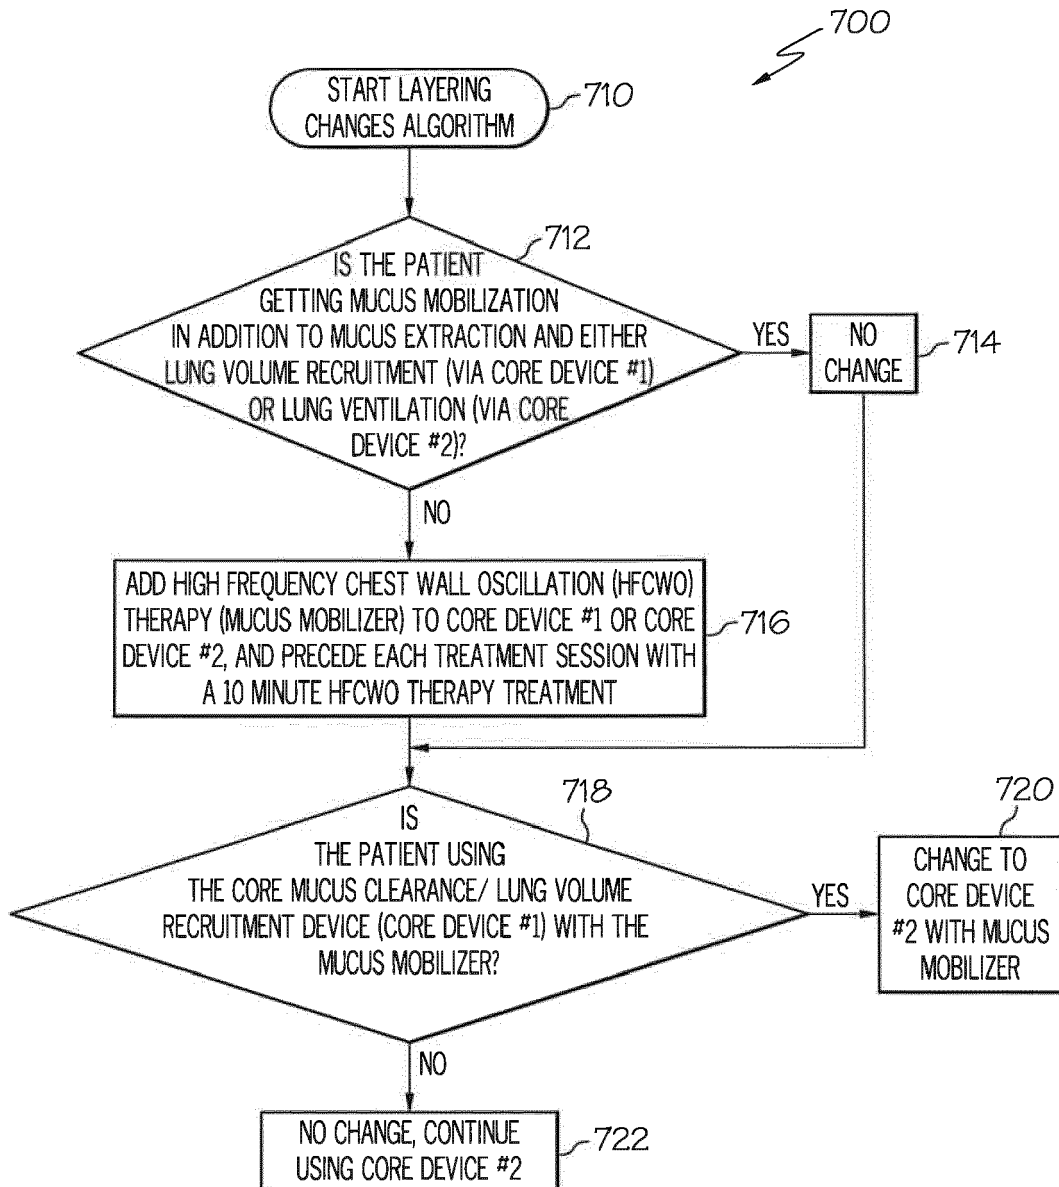 700
START LAYERING
CHANGES ALGORITHM
710
712
IS THE PATIENT
GETTING MUCUS MOBILIZATION
IN ADDITION TO MUCUS EXTRACTION AND EITHER
LUNG VOLUME RECRUITMENT (VIA CORE DEVICE #1)
OR LUNG VENTILATION (VIA CORE
DEVICE #2)?
YES
NO
CHANGE
714
NO
ADD HIGH FREQUENCY CHEST WALL OSCILLATION (HFCWO)
THERAPY (MUCUS MOBILIZER) TO CORE DEVICE #1 OR CORE
DEVICE #2, AND PRECEDE EACH TREATMENT SESSION WITH
A 10 MINUTE HFCWO THERAPY TREATMENT
716
718
IS
THE PATIENT USING
THE CORE MUCUS CLEARANCE/ LUNG VOLUME
RECRUITMENT DEVICE (CORE DEVICE #1) WITH THE
MUCUS MOBILIZER?
YES
720
CHANGE TO
CORE DEVICE
#2 WITH MUCUS
MOBILIZER
NO
NO CHANGE, CONTINUE
USING CORE DEVICE #2
722